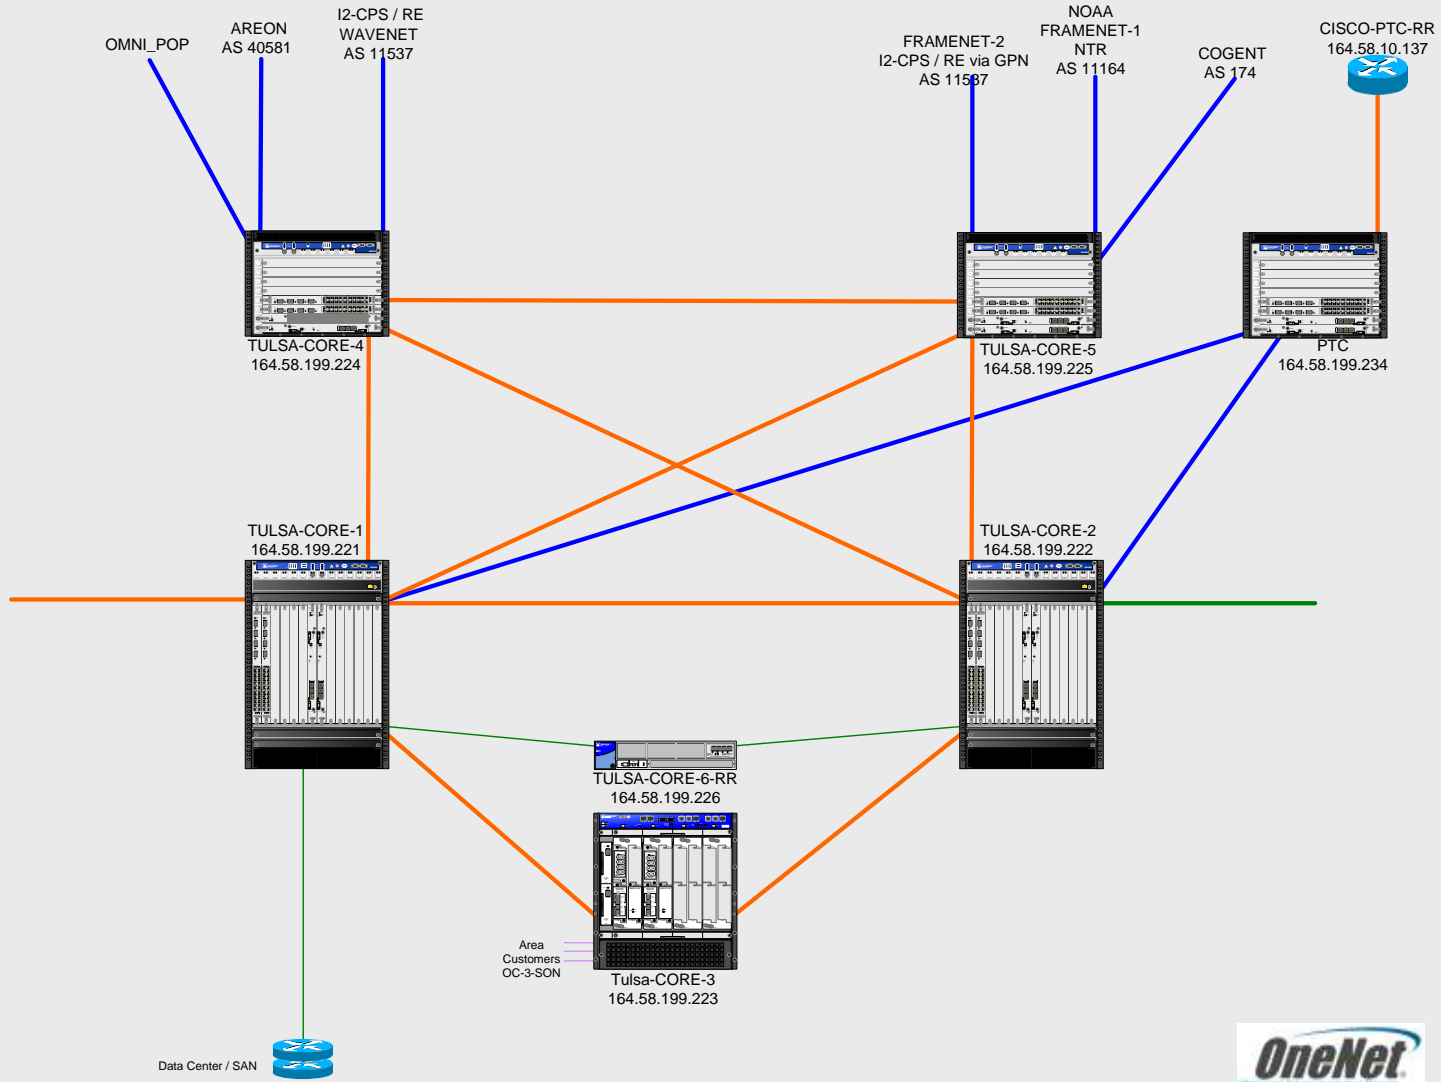 OMNI_POP
AREON
AS 40581
I2-CPS / RE
WAVENET
AS 11537
FRAMENET-2
I2-CPS / RE via GPN
AS 11537
NOAA
FRAMENET-1
NTR
AS 11164
COGENT
AS 174
CISCO-PTC-RR
164.58.10.137
TULSA-CORE-4
164.58.199.224
TULSA-CORE-5
164.58.199.225
PTC
164.58.199.234
TULSA-CORE-1
164.58.199.221
TULSA-CORE-2
164.58.199.222
TULSA-CORE-6-RR
164.58.199.226
Area
Customers
OC-3-SON
Tulsa-CORE-3
164.58.199.223
Data Center / SAN
OneNet